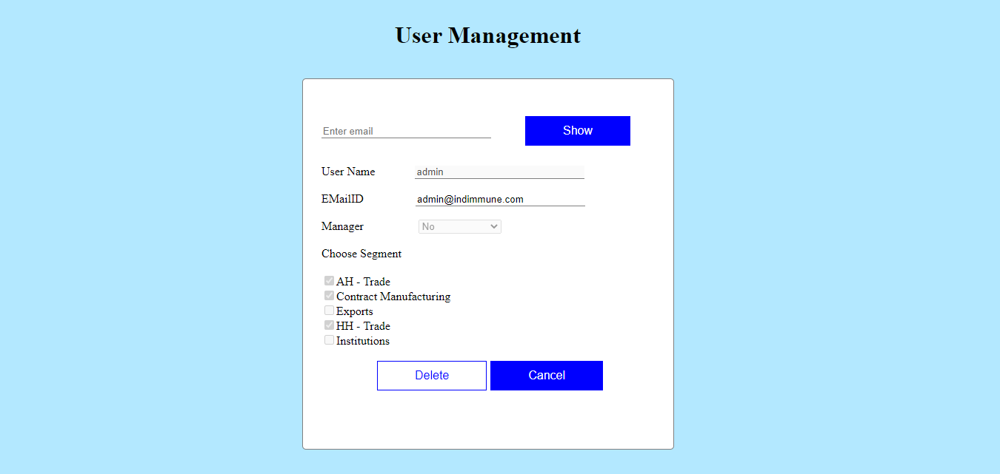 User Management
Enter email Show
User Name admin
EMailID admin@indimmune.com
Manager No
Choose Segment
AH - Trade
Contract Manufacturing
Exports
HH - Trade
Institutions
Delete Cancel